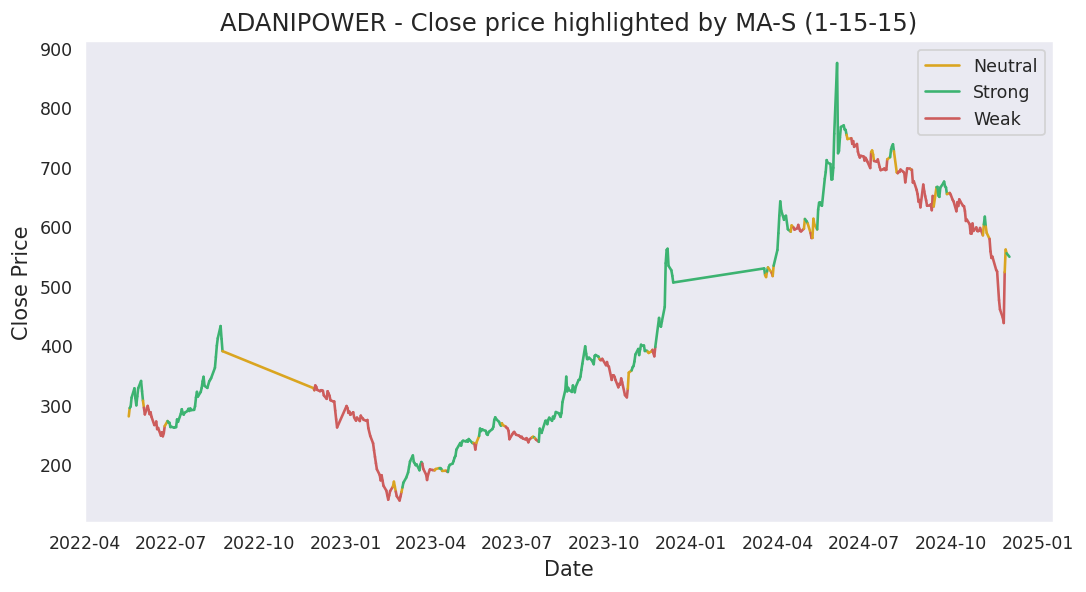 ADANIPOWER - Close price highlighted by MA-S (1-15-15)
Neutral
Strong
Weak
900
800
700
600
500
400
300
200
Close Price
2022-04 2022-07 2022-10 2023-01 2023-04 2023-07 2023-10 2024-01 2024-04 2024-07 2024-10 2025-01
Date